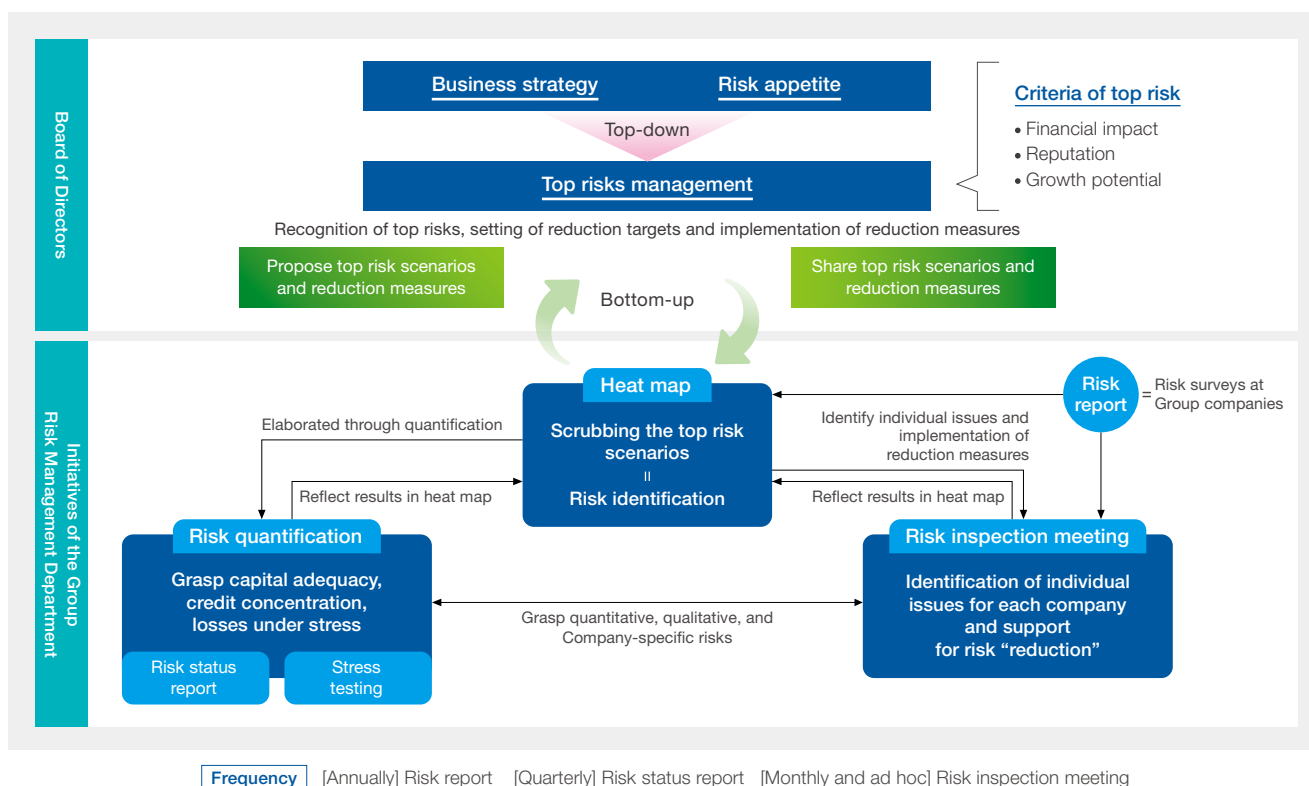 Board of Directors
Business strategy
Risk appetite
Top-down
Top risks management
Criteria of top risk
• Financial impact
• Reputation
• Growth potential
Recognition of top risks, setting of reduction targets and implementation of reduction measures
Propose top risk scenarios
and reduction measures
Bottom-up
Share top risk scenarios and
reduction measures
Initiatives of the Group
Risk Management Department
Heat map
Scrubbing the top risk
scenarios
=
Risk identification
Risk
report
= Risk surveys at
Group companies
Elaborated through quantification
Reflect results in heat map
Identify individual issues and
implementation of
reduction measures
Reflect results in heat map
Risk quantification
Grasp capital adequacy,
credit concentration,
losses under stress
Risk status
report
Stress
testing
Grasp quantitative, qualitative, and
Company-specific risks
Risk inspection meeting
Identification of individual
issues for each company
and support
for risk “reduction”
Frequency [Annually] Risk report [Quarterly] Risk status report [Monthly and ad hoc] Risk inspection meeting